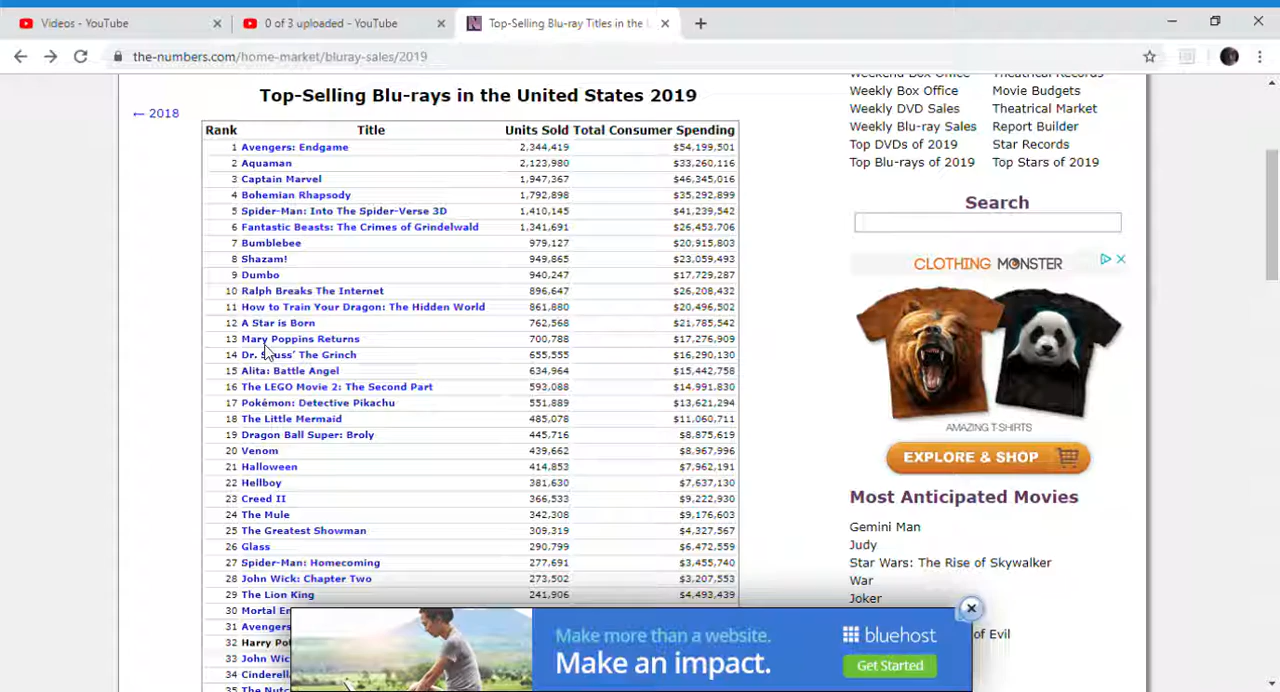 Videos - YouTube
0 of 3 uploaded - YouTube
Top-Selling Blu-ray Titles in the
the-numbers.com/home-market/bluray-sales/2019
Top-Selling Blu-rays in the United States 2019
← 2018
Rank Title Units Sold Total Consumer Spending
1 Avengers: Endgame 2,344,419 $54,199,501
2 Aquaman 2,123,980 $33,260,116
3 Captain Marvel 1,947,367 $46,345,016
4 Bohemian Rhapsody 1,792,898 $35,292,899
5 Spider-Man: Into The Spider-Verse 3D 1,410,145 $41,239,542
6 Fantastic Beasts: The Crimes of Grindelwald 1,341,691 $26,453,706
7 Bumblebee 979,127 $20,915,803
8 Shazam! 949,865 $23,059,493
9 Dumbo 940,247 $17,729,287
10 Ralph Breaks The Internet 896,647 $26,208,432
11 How to Train Your Dragon: The Hidden World 861,880 $20,496,502
12 A Star is Born 762,568 $21,785,542
13 Mary Poppins Returns 700,788 $17,276,909
14 Dr. Seuss' The Grinch 655,555 $16,290,130
15 Alita: Battle Angel 634,964 $15,442,758
16 The LEGO Movie 2: The Second Part 593,088 $14,991,830
17 Pokémon: Detective Pikachu 551,889 $13,621,294
18 The Little Mermaid 485,078 $11,060,711
19 Dragon Ball Super: Broly 445,716 $8,875,619
20 Venom 439,662 $8,967,996
21 Halloween 414,853 $7,962,191
22 Hellboy 381,630 $7,637,130
23 Creed II 366,533 $9,222,930
24 The Mule 342,308 $9,176,603
25 The Greatest Showman 309,319 $4,327,567
26 Glass 290,799 $6,472,559
27 Spider-Man: Homecoming 277,691 $3,455,740
28 John Wick: Chapter Two 273,502 $3,207,553
29 The Lion King 241,906 $4,493,439
30 Mortal En
31 Avengers
32 Harry Pot
33 John Wic
34 Cinderell
35 The Nutc
Weekend Box Office Theatrical Records
Weekly Box Office Movie Budgets
Weekly DVD Sales Theatrical Market
Weekly Blu-ray Sales Report Builder
Top DVDs of 2019 Star Records
Top Blu-rays of 2019 Top Stars of 2019
Search
CLOTHING MONSTER
AMAZING T-SHIRTS
EXPLORE & SHOP
Most Anticipated Movies
Gemini Man
Judy
Star Wars: The Rise of Skywalker
War
Joker
of Evil
Make more than a website.
Make an impact.
bluehost
Get Started